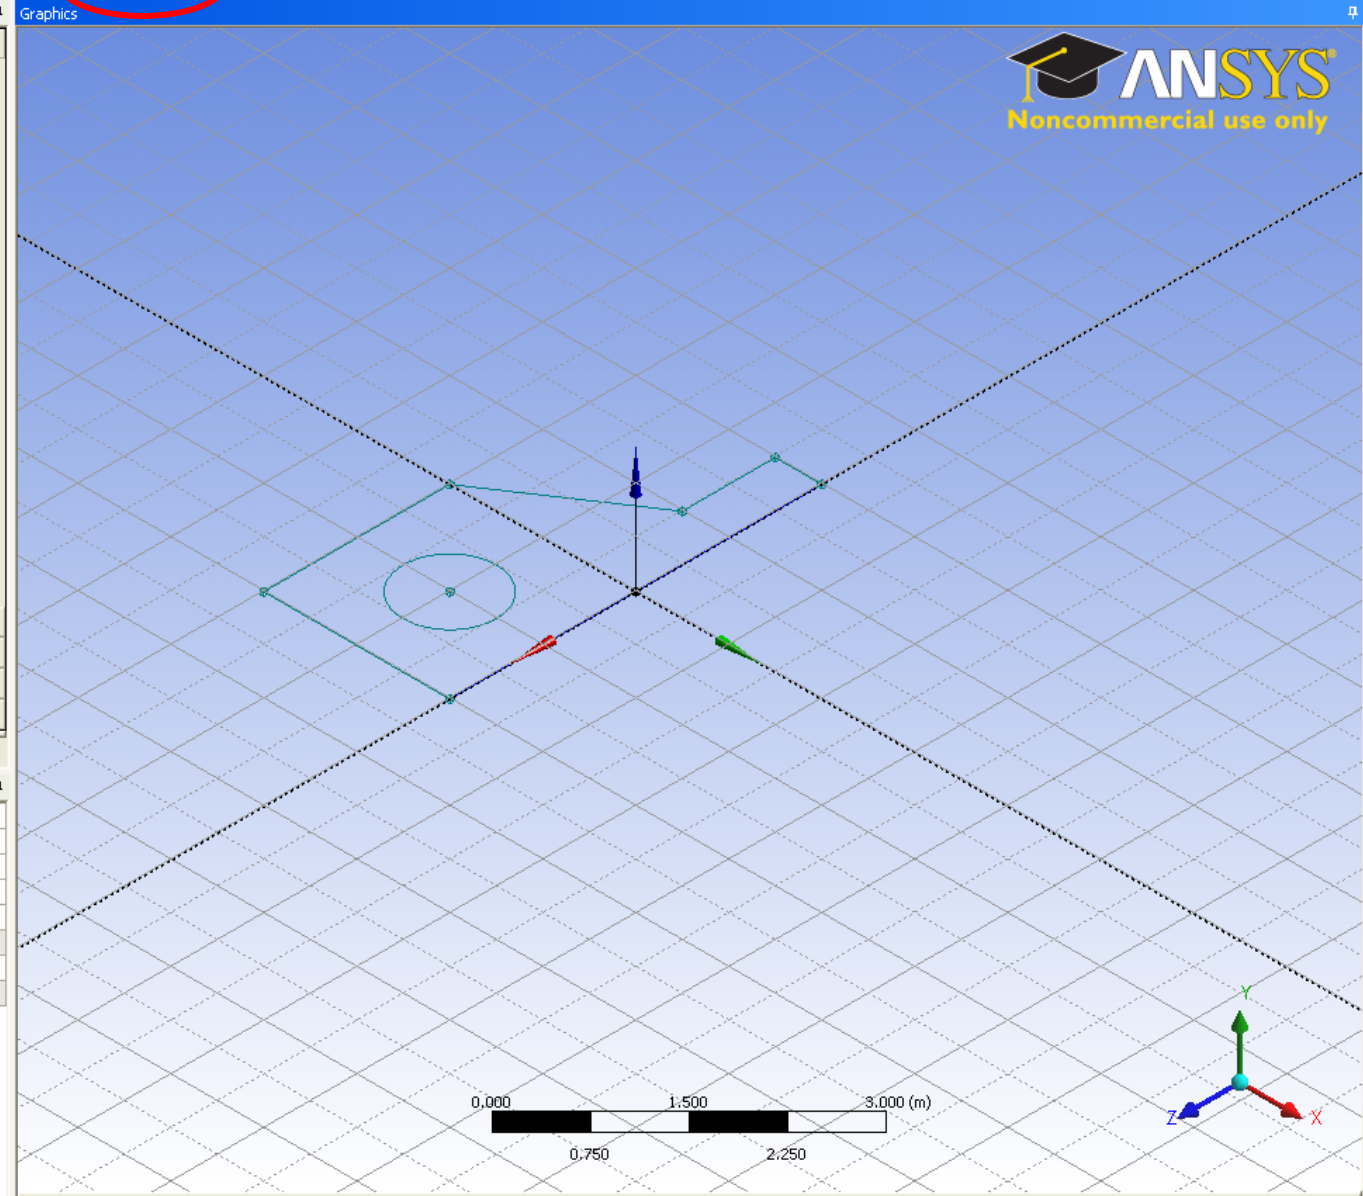 Graphics
ANSYS®
Noncommercial use only
Y
Z
X
0.000 1.500 3.000 (m)
0.750 2.250